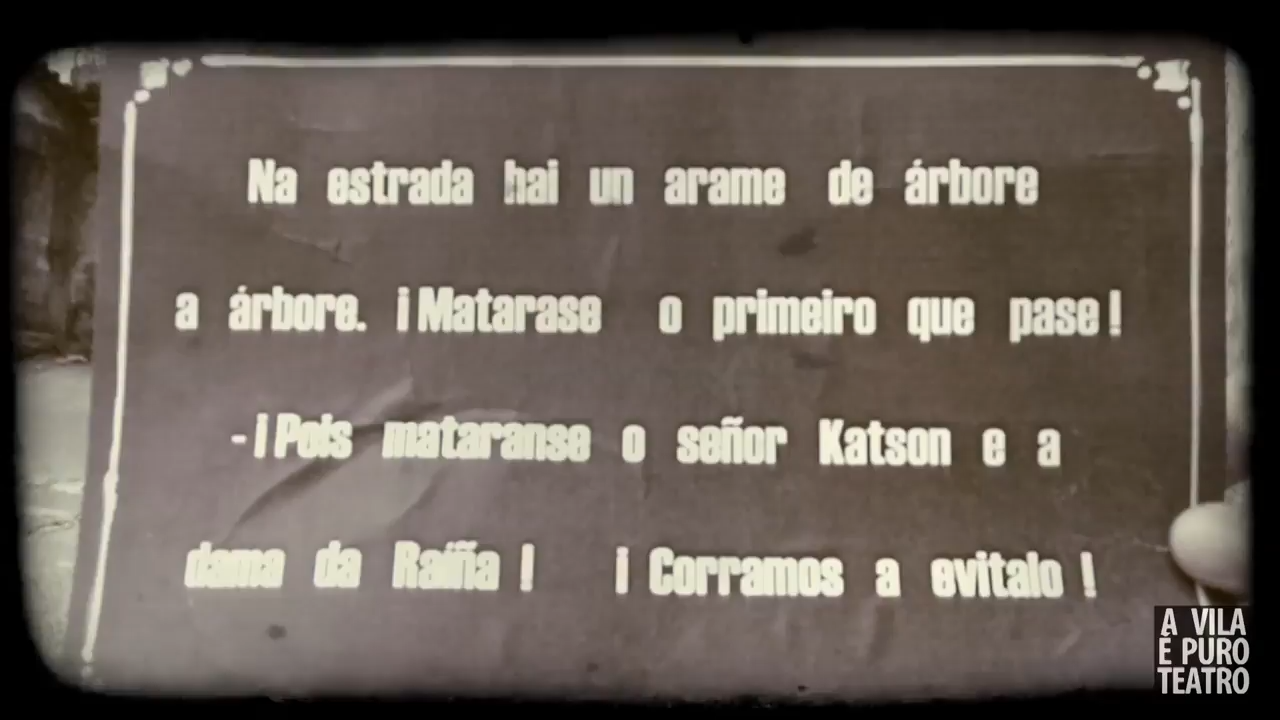 Na estrada hai un arame de árbore
a árbore. ¡Matarase o primeiro que pase!
-¡Pois mataranse o señor Katson e a
dama da Raíña! ¡Corramos a evitalo!
A VILA
É PURO
TEATRO